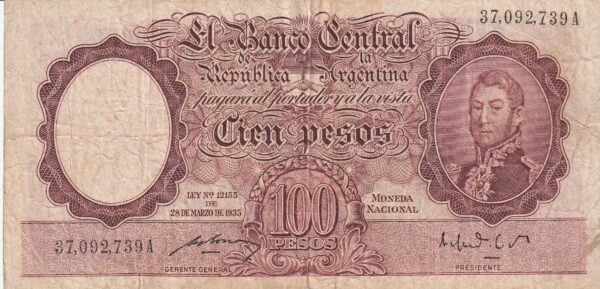 37,092,739A
El Banco Central
de la
República Argentina
pagará al portador y a la vista
Cien pesos
LEY Nº 12155
DE
28 DE MARZO DE 1935
100
PESOS
MONEDA
NACIONAL
37,092,739A
GERENTE GENERAL
PRESIDENTE